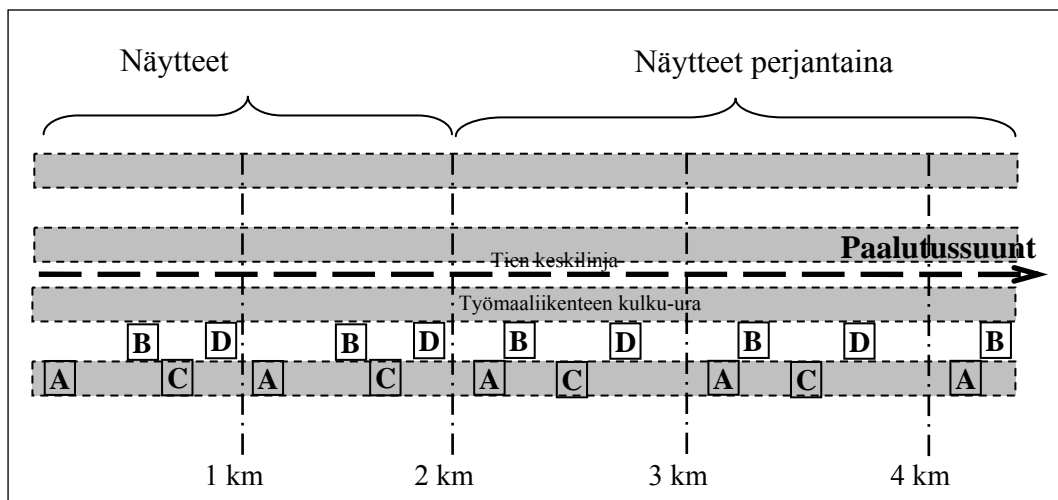 Näytteet
Näytteet perjantaina
Paalutussuunt
Tien keskilinja
Työmaaliikenteen kulku-ura
B D B D B D B D B
A C A C A C A C A
1 km 2 km 3 km 4 km